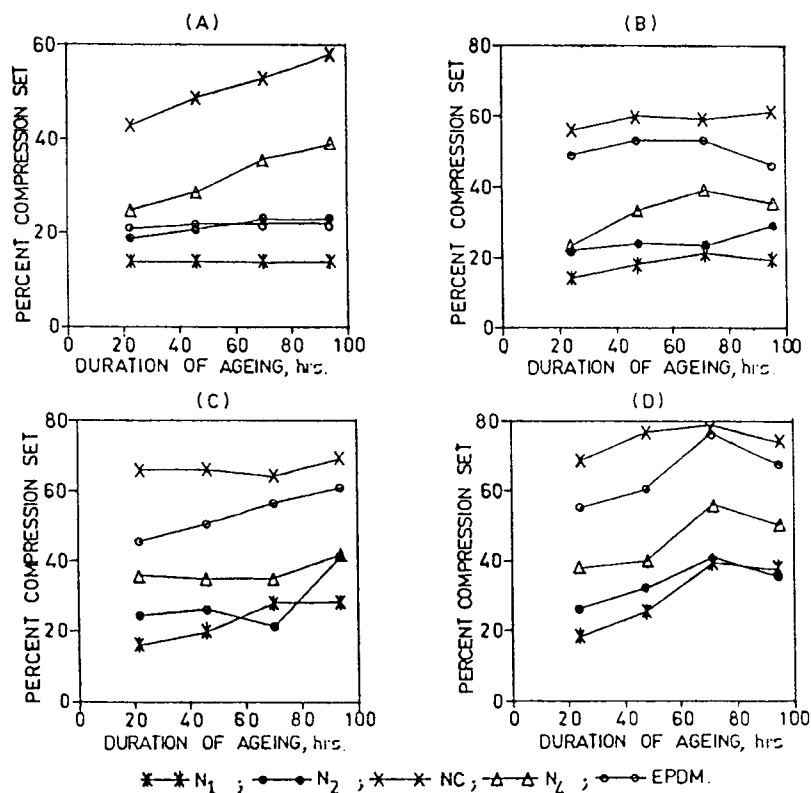 (A)
60
40
20
0
0 20 40 60 80 100
PERCENT COMPRESSION SET
DURATION OF AGEING, hrs.
(B)
80
60
40
20
0
0 20 40 60 80 100
PERCENT COMPRESSION SET
DURATION OF AGEING, hrs.
(C)
80
60
40
20
0
0 20 40 60 80 100
PERCENT COMPRESSION SET
DURATION OF AGEING, hrs.
(D)
80
60
40
20
0
0 20 40 60 80 100
PERCENT COMPRESSION SET
DURATION OF AGEING, hrs.
N1 ; N2 ; NC ; N4 ; EPDM.